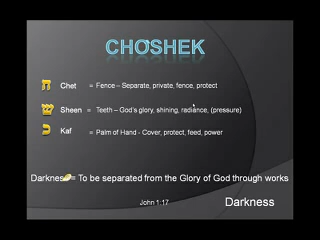 CHOSHEK
ח Chet = Fence – Separate, private, fence, protect
ש Sheen = Teeth – God's glory, shining, radiance, (pressure)
כ Kaf = Palm of Hand - Cover, protect, feed, power
Darkness = To be separated from the Glory of God through works
John 1:17
Darkness